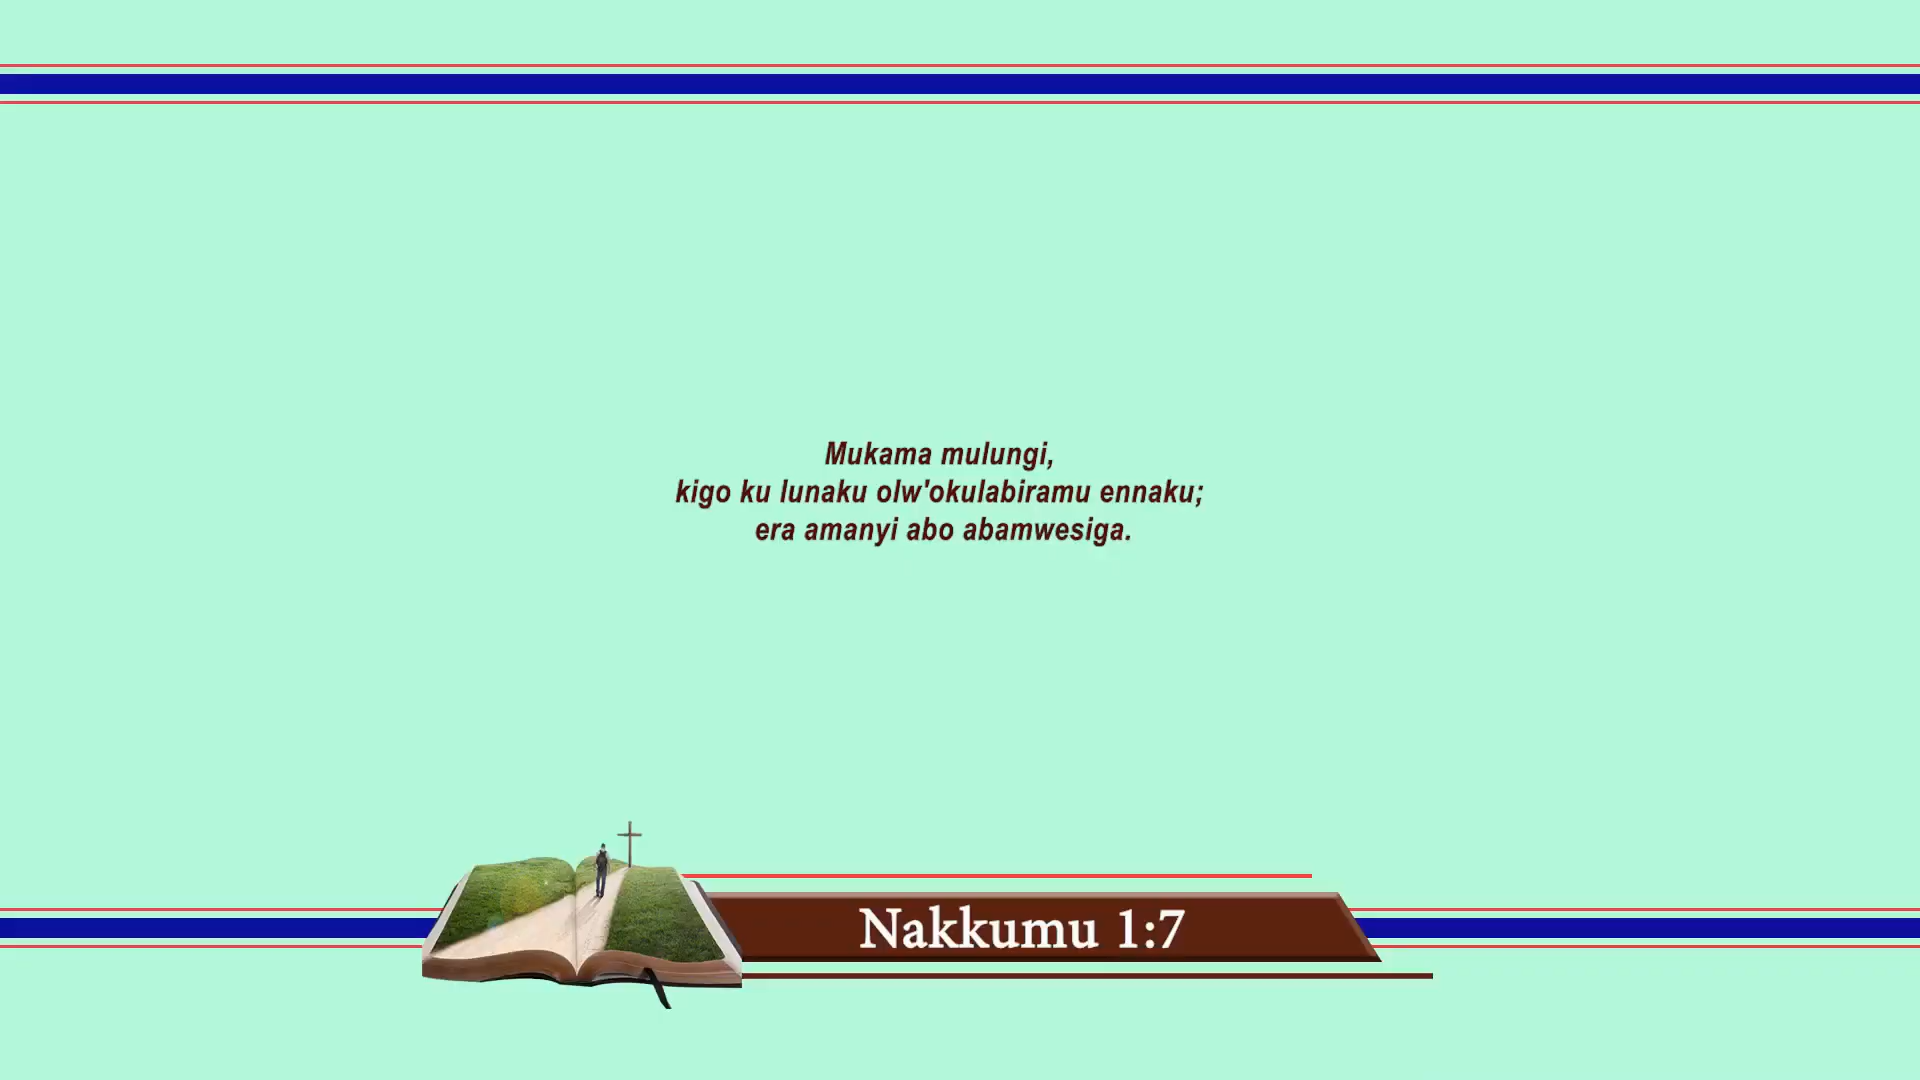 Mukama mulungi,
kigo ku lunaku olw'okulabiramu ennaku;
era amanyi abo abamwesiga.
Nakkumu 1:7